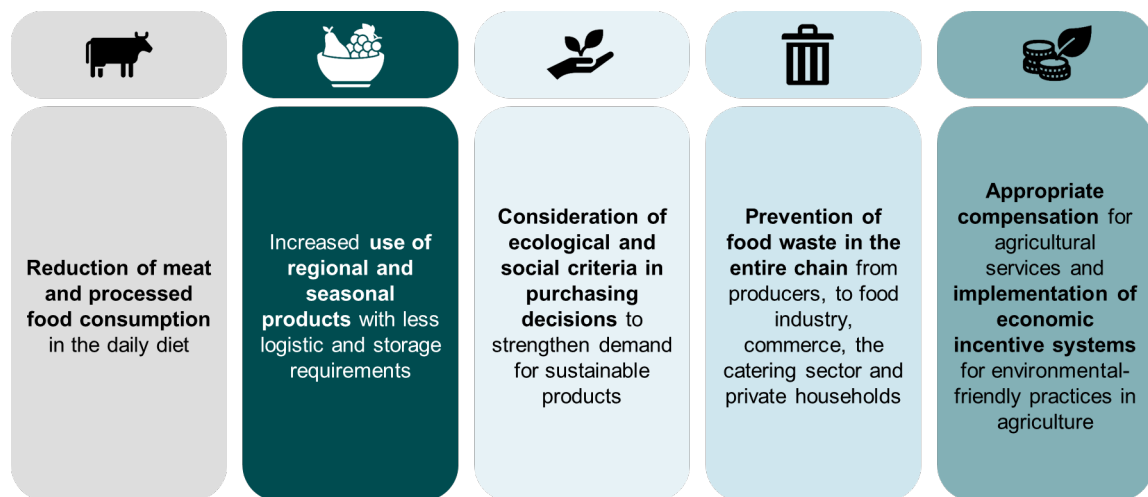 Reduction of meat
and processed
food consumption
in the daily diet
Increased use of
regional and
seasonal
products with less
logistic and storage
requirements
Consideration of
ecological and
social criteria in
purchasing
decisions to
strengthen demand
for sustainable
products
Prevention of
food waste in the
entire chain from
producers, to food
industry,
commerce, the
catering sector and
private households
Appropriate
compensation for
agricultural
services and
implementation of
economic
incentive systems
for environmental-
friendly practices in
agriculture